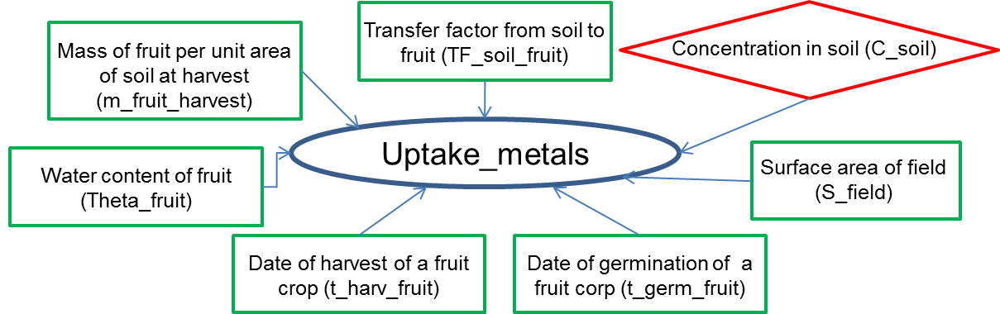 Mass of fruit per unit area
of soil at harvest
(m_fruit_harvest)
Transfer factor from soil to
fruit (TF_soil_fruit)
Concentration in soil (C_soil)
Uptake_metals
Water content of fruit
(Theta_fruit)
Surface area of field
(S_field)
Date of harvest of a fruit
crop (t_harv_fruit)
Date of germination of a
fruit corp (t_germ_fruit)